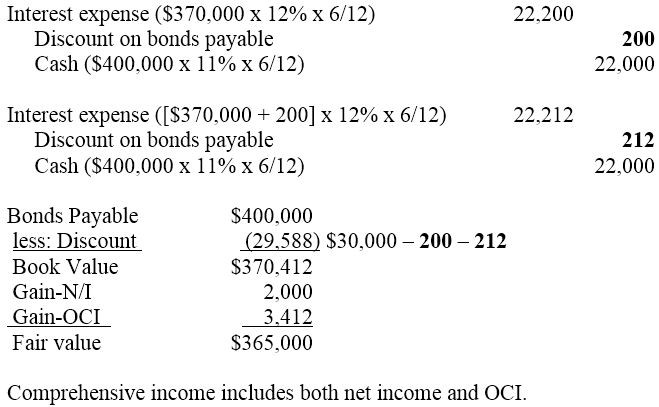 Interest expense ($370,000 x 12% x 6/12) 22,200
Discount on bonds payable 200
Cash ($400,000 x 11% x 6/12) 22,000
Interest expense ([$370,000 + 200] x 12% x 6/12) 22,212
Discount on bonds payable 212
Cash ($400,000 x 11% x 6/12) 22,000
Bonds Payable $400,000
less: Discount (29,588) $30,000 – 200 – 212
Book Value $370,412
Gain-N/I 2,000
Gain-OCI 3,412
Fair value $365,000
Comprehensive income includes both net income and OCI.